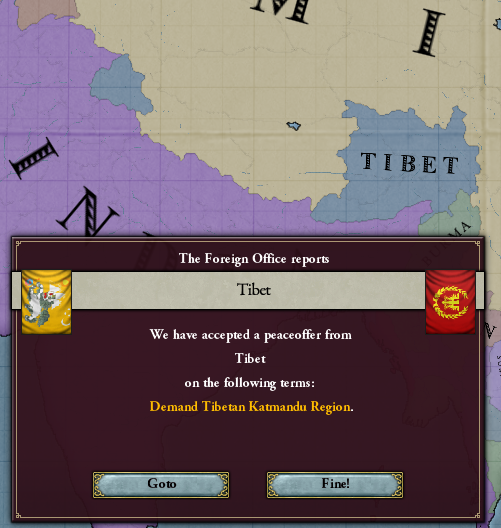 M
I
TIBET
I
N
BURMA
The Foreign Office reports
Tibet
We have accepted a peaceoffer from
Tibet
on the following terms:
Demand Tibetan Katmandu Region.
Goto
Fine!